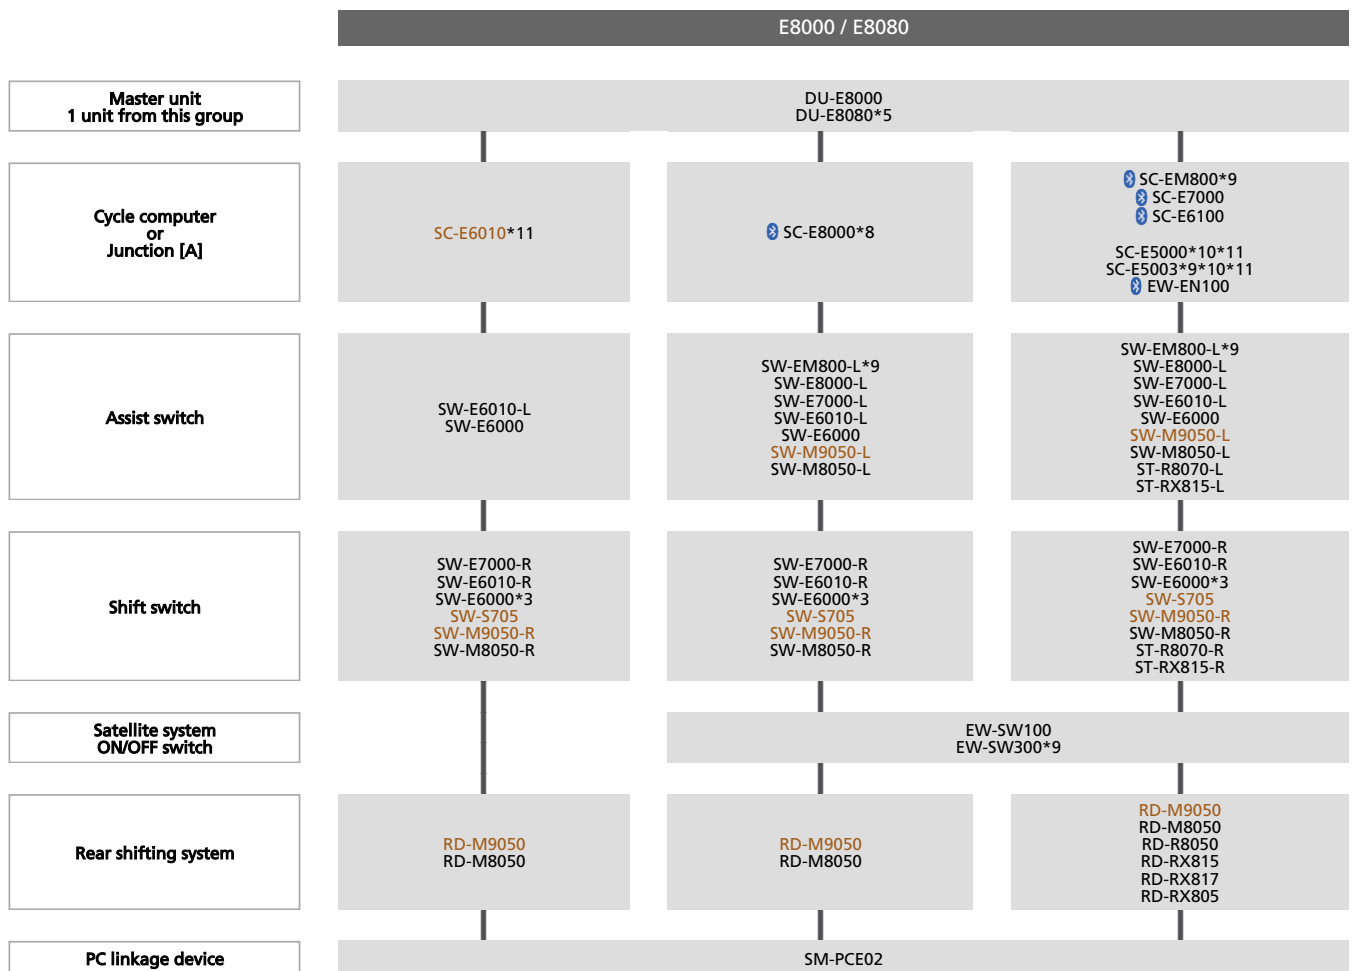 E8000 / E8080
Master unit
1 unit from this group
DU-E8000
DU-E8080*5
Cycle computer
or
Junction [A]
SC-E6010*11
SC-E8000*8
SC-EM800*9
SC-E7000
SC-E6100
SC-E5000*10*11
SC-E5003*9*10*11
EW-EN100
Assist switch
SW-E6010-L
SW-E6000
SW-EM800-L*9
SW-E8000-L
SW-E7000-L
SW-E6010-L
SW-E6000
SW-M9050-L
SW-M8050-L
SW-EM800-L*9
SW-E8000-L
SW-E7000-L
SW-E6010-L
SW-E6000
SW-M9050-L
SW-M8050-L
ST-R8070-L
ST-RX815-L
Shift switch
SW-E7000-R
SW-E6010-R
SW-E6000*3
SW-S705
SW-M9050-R
SW-M8050-R
SW-E7000-R
SW-E6010-R
SW-E6000*3
SW-S705
SW-M9050-R
SW-M8050-R
SW-E7000-R
SW-E6010-R
SW-E6000*3
SW-S705
SW-M9050-R
SW-M8050-R
ST-R8070-R
ST-RX815-R
Satellite system
ON/OFF switch
EW-SW100
EW-SW300*9
Rear shifting system
RD-M9050
RD-M8050
RD-M9050
RD-M8050
RD-M9050
RD-M8050
RD-R8050
RD-RX815
RD-RX817
RD-RX805
PC linkage device
SM-PCE02